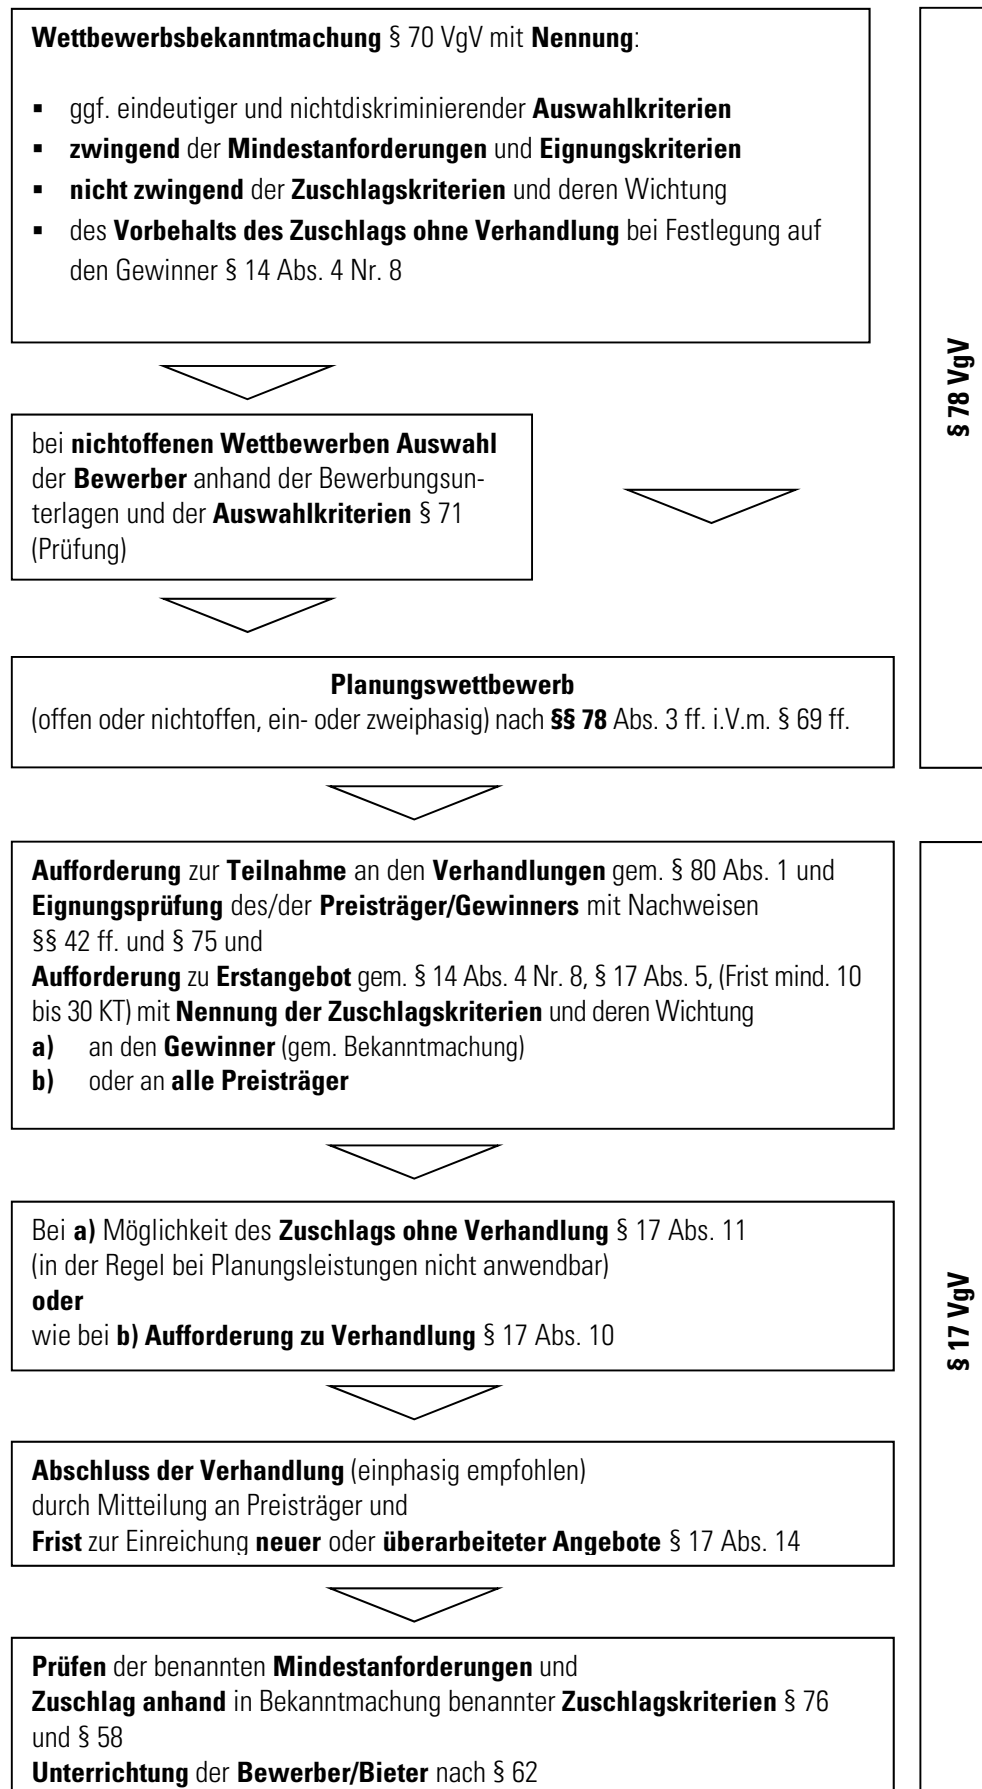 Wettbewerbsbekanntmachung § 70 VgV mit Nennung:
▪ ggf. eindeutiger und nichtdiskriminierender Auswahlkriterien
▪ zwingend der Mindestanforderungen und Eignungskriterien
▪ nicht zwingend der Zuschlagskriterien und deren Wichtung
▪ des Vorbehalts des Zuschlags ohne Verhandlung bei Festlegung auf
den Gewinner § 14 Abs. 4 Nr. 8
§ 78 VgV
bei nichtoffenen Wettbewerben Auswahl
der Bewerber anhand der Bewerbungsun-
terlagen und der Auswahlkriterien § 71
(Prüfung)
Planungswettbewerb
(offen oder nichtoffen, ein- oder zweiphasig) nach §§ 78 Abs. 3 ff. i.V.m. § 69 ff.
Aufforderung zur Teilnahme an den Verhandlungen gem. § 80 Abs. 1 und
Eignungsprüfung des/der Preisträger/Gewinners mit Nachweisen
§§ 42 ff. und § 75 und
Aufforderung zu Erstangebot gem. § 14 Abs. 4 Nr. 8, § 17 Abs. 5, (Frist mind. 10
bis 30 KT) mit Nennung der Zuschlagskriterien und deren Wichtung
a) an den Gewinner (gem. Bekanntmachung)
b) oder an alle Preisträger
§ 17 VgV
Bei a) Möglichkeit des Zuschlags ohne Verhandlung § 17 Abs. 11
(in der Regel bei Planungsleistungen nicht anwendbar)
oder
wie bei b) Aufforderung zu Verhandlung § 17 Abs. 10
Abschluss der Verhandlung (einphasig empfohlen)
durch Mitteilung an Preisträger und
Frist zur Einreichung neuer oder überarbeiteter Angebote § 17 Abs. 14
Prüfen der benannten Mindestanforderungen und
Zuschlag anhand in Bekanntmachung benannter Zuschlagskriterien § 76
und § 58
Unterrichtung der Bewerber/Bieter nach § 62